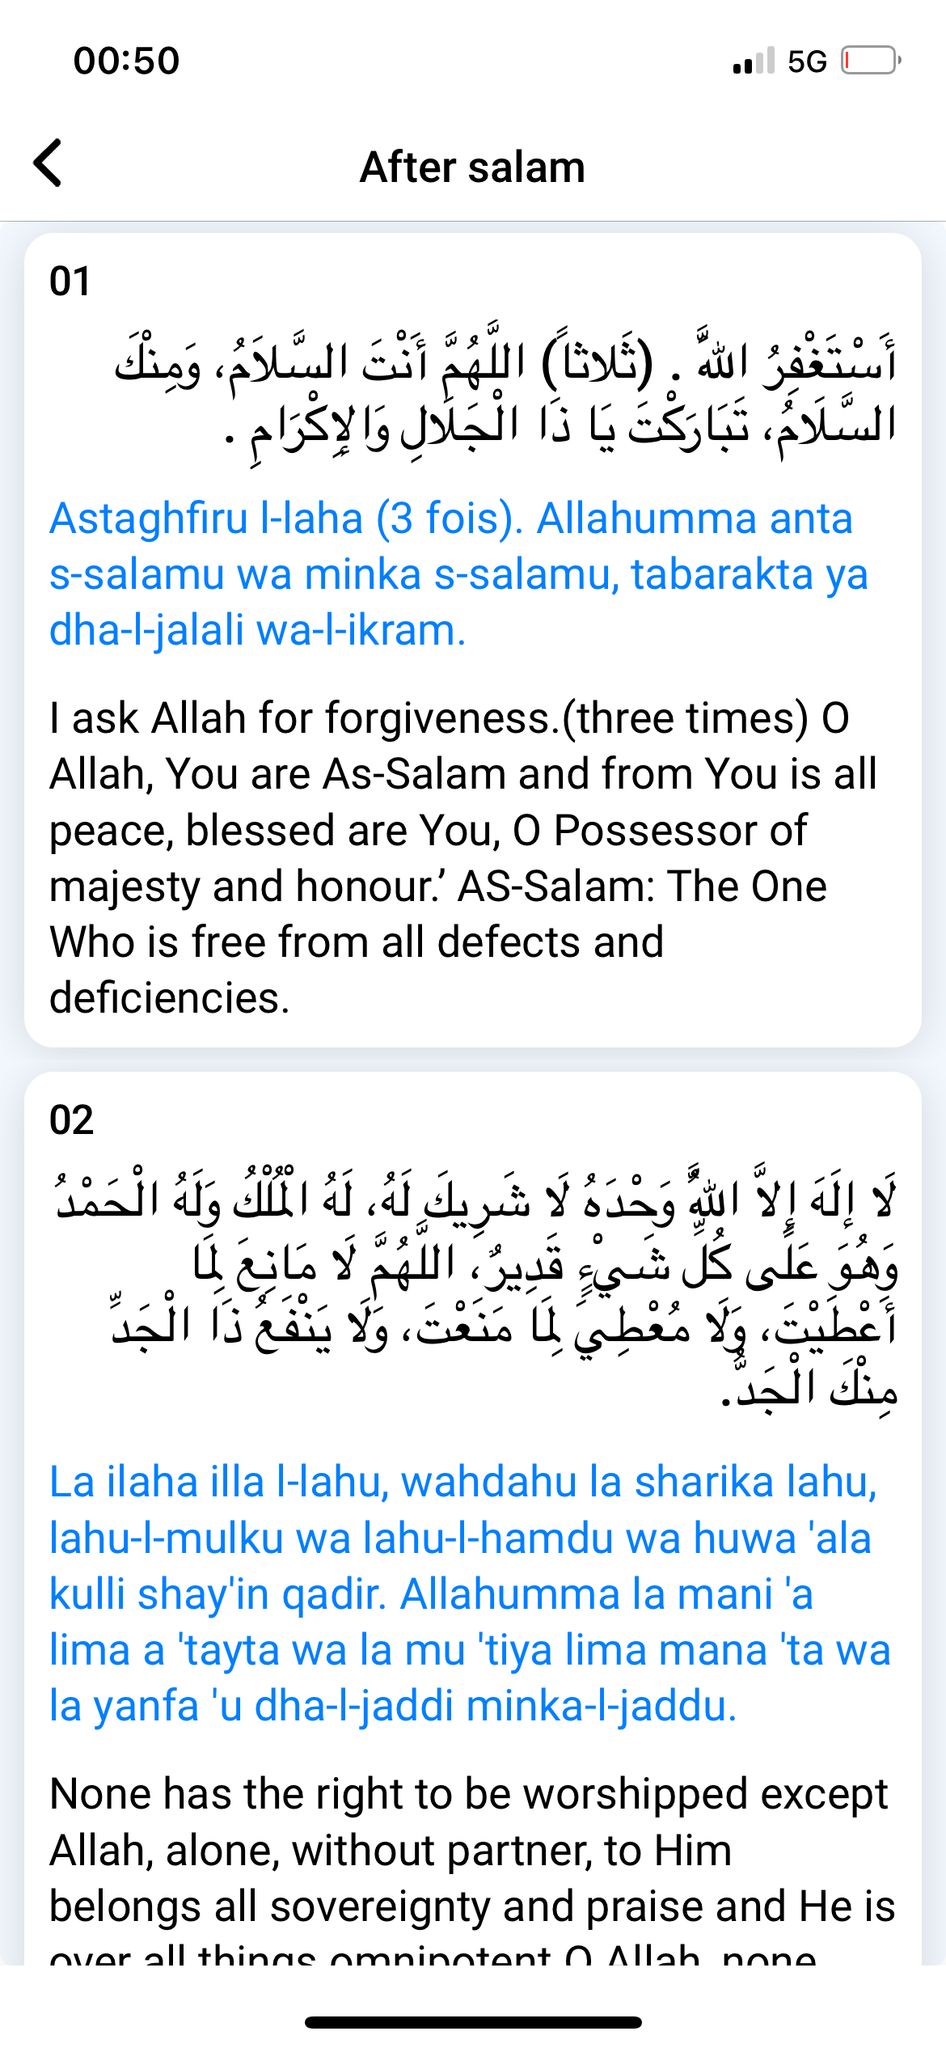 00:50
5G
After salam
01
أَسْتَغْفِرُ اللهَ . (ثَلاثاً) اللَّهُمَّ أَنْتَ السَّلاَمُ، وَمِنْكَ
السَّلَامُ، تَبَارَكْتَ يَا ذَا الْجَلَالِ وَالإِكْرَامِ .
Astaghfiru l-laha (3 fois). Allahumma anta
s-salamu wa minka s-salamu, tabarakta ya
dha-l-jalali wa-l-ikram.
I ask Allah for forgiveness.(three times) O
Allah, You are As-Salam and from You is all
peace, blessed are You, O Possessor of
majesty and honour.’ AS-Salam: The One
Who is free from all defects and
deficiencies.
02
لَا إلَهَ إِلاَّ اللهُ وَحْدَهُ لَا شَرِيكَ لَهُ، لَهُ الْمُلْكُ وَلَهُ الْحَمْدُ
وَهُوَ عَلَى كُلِّ شَيْءٍ قَدِيرٌ، اللَّهُمَّ لَا مَانِعَ لِمَا
أَعْطَيْتَ، وَلَا مُعْطِيَ لِمَا مَنَعْتَ، وَلَا يَنْفَعُ ذَا الْجَدِّ
مِنْكَ الْجَدُّ.
La ilaha illa l-lahu, wahdahu la sharika lahu,
lahu-l-mulku wa lahu-l-hamdu wa huwa 'ala
kulli shay'in qadir. Allahumma la mani 'a
lima a 'tayta wa la mu 'tiya lima mana 'ta wa
la yanfa 'u dha-l-jaddi minka-l-jaddu.
None has the right to be worshipped except
Allah, alone, without partner, to Him
belongs all sovereignty and praise and He is
over all things omnipotent O Allah, none